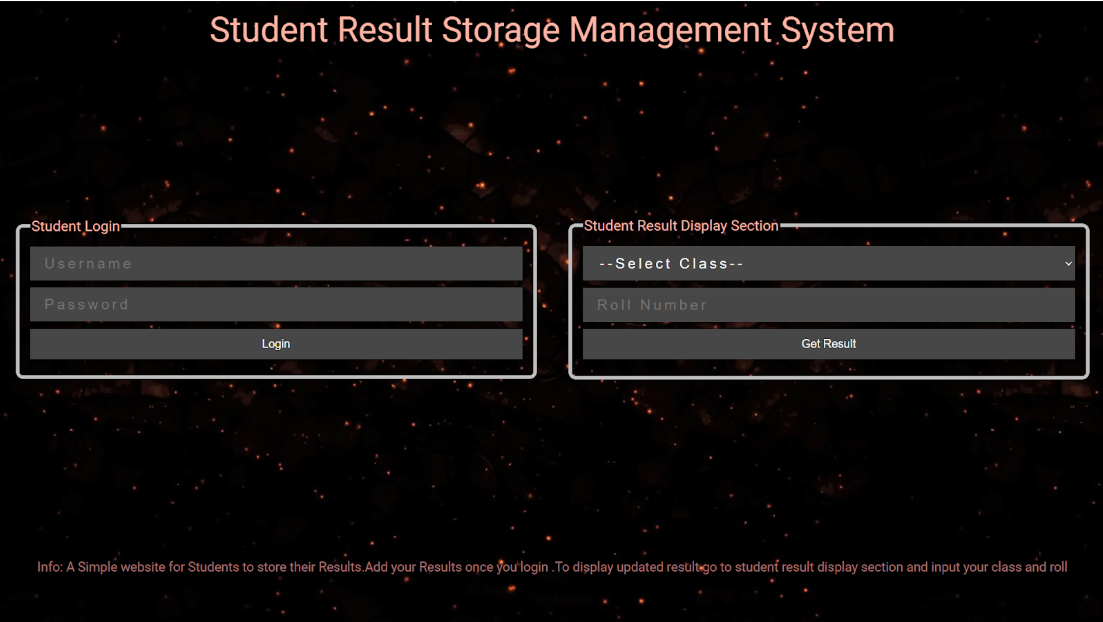 Student Result Storage Management System
Student Login
Username
Password
Login
Student Result Display Section
--Select Class--
Roll Number
Get Result
Info: A Simple website for Students to store their Results.Add your Results once you login .To display updated result go to student result display section and input your class and roll